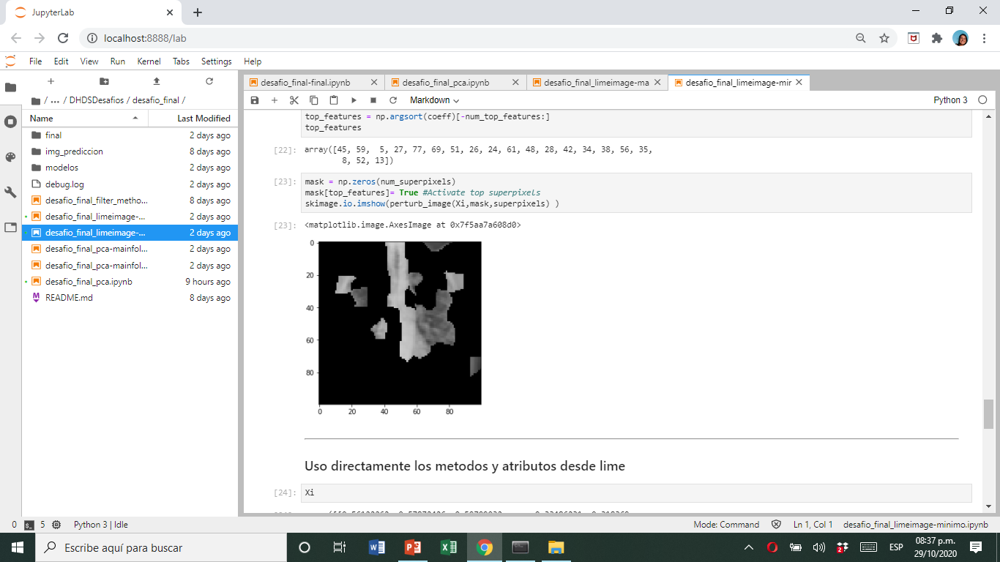 JupyterLab
localhost:8888/lab
File Edit View Run Kernel Tabs Settings Help
desafio_final-final.ipynb
desafio_final_pca.ipynb
desafio_final_limeimage-ma
desafio_final_limeimage-mir
/ ... / DHDSDesafios / desafio_final /
Markdown
Python 3
Name Last Modified
final 2 days ago
img_prediccion 8 days ago
modelos 2 days ago
debug.log 2 days ago
desafio_final_filter_metho... 8 days ago
desafio_final_limeimage-... 2 days ago
desafio_final_limeimage-... 2 days ago
desafio_final_pca-mainfol... 2 days ago
desafio_final_pca-mainfol... 2 days ago
desafio_final_pca.ipynb 9 hours ago
README.md 8 days ago
top_features = np.argsort(coeff)[-num_top_features:]
top_features
[22]: array([45, 59,  5, 27, 77, 69, 51, 26, 24, 61, 48, 28, 42, 34, 38, 56, 35,
8, 52, 13])
[23]: mask = np.zeros(num_superpixels)
mask[top_features]= True #Activate top superpixels
skimage.io.imshow(perturb_image(Xi,mask,superpixels) )
[23]: <matplotlib.image.AxesImage at 0x7f5aa7a608d0>
0
20
40
60
80
0 20 40 60 80
Uso directamente los metodos y atributos desde lime
[24]: Xi
0 5 Python 3 | Idle
Mode: Command Ln 1, Col 1 desafio_final_limeimage-minimo.ipynb
Escribe aquí para buscar
ESP
08:37 p.m.
29/10/2020